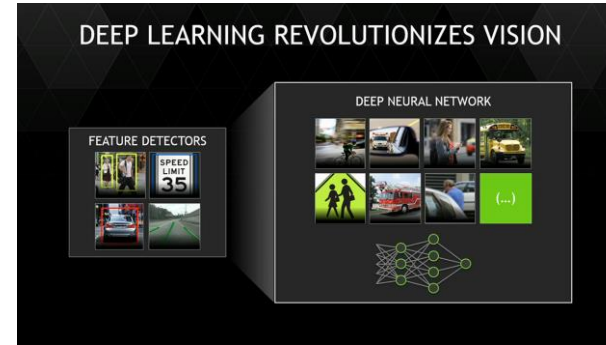 DEEP LEARNING REVOLUTIONIZES VISION
FEATURE DETECTORS
SPEED
LIMIT
35
DEEP NEURAL NETWORK
(...)